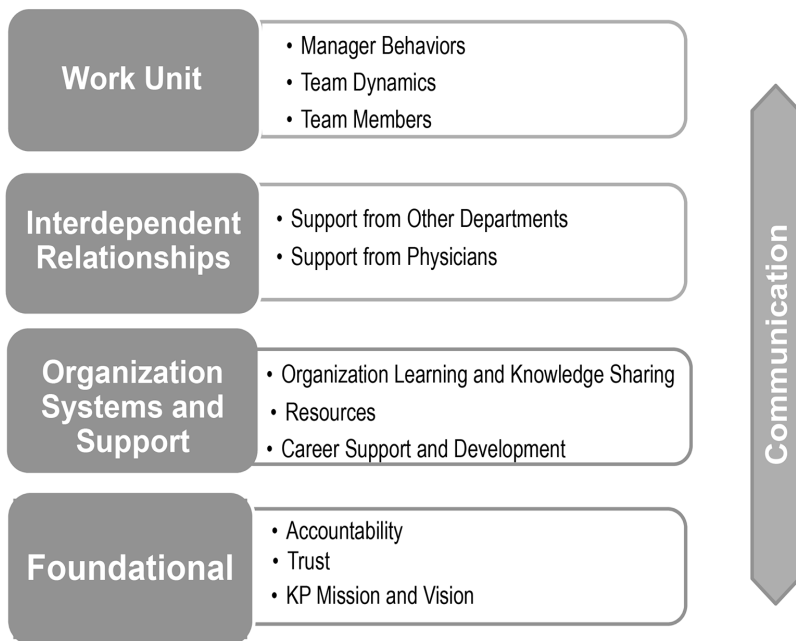 Work Unit
• Manager Behaviors
• Team Dynamics
• Team Members
Interdependent
Relationships
• Support from Other Departments
• Support from Physicians
Organization
Systems and
Support
• Organization Learning and Knowledge Sharing
• Resources
• Career Support and Development
Foundational
• Accountability
• Trust
• KP Mission and Vision
Communication